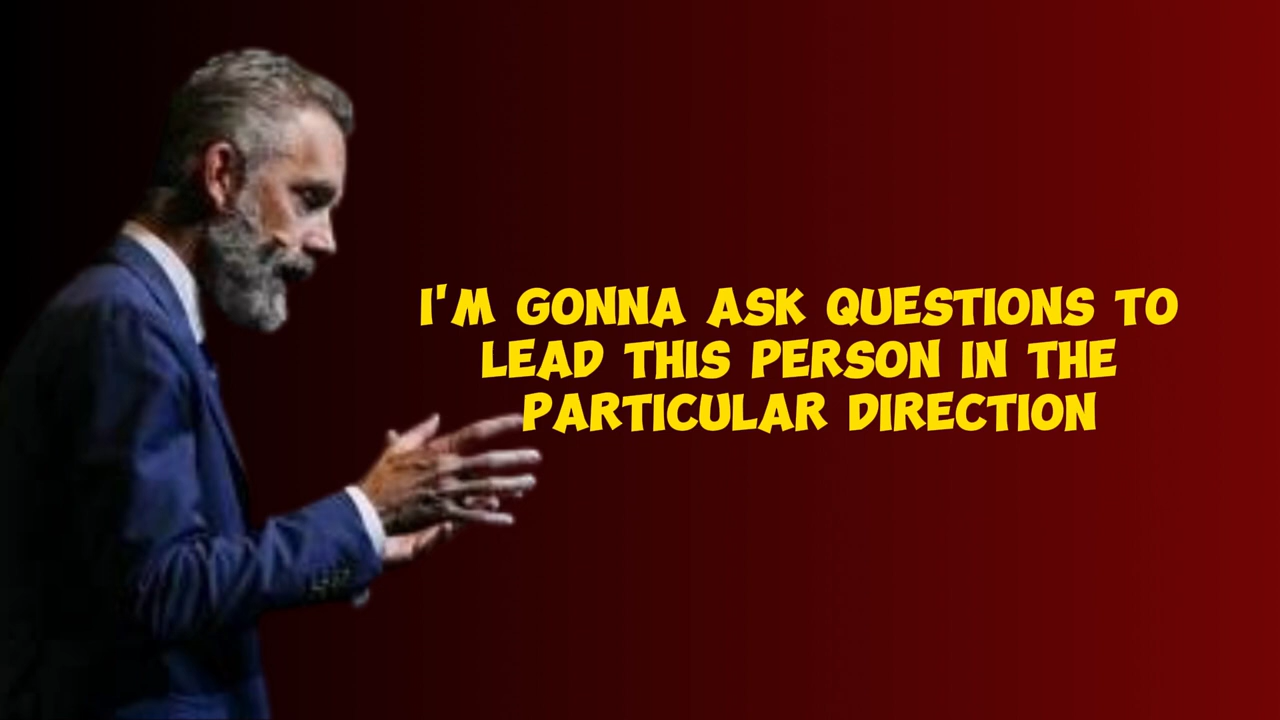 I'M GONNA ASK QUESTIONS TO
LEAD THIS PERSON IN THE
PARTICULAR DIRECTION